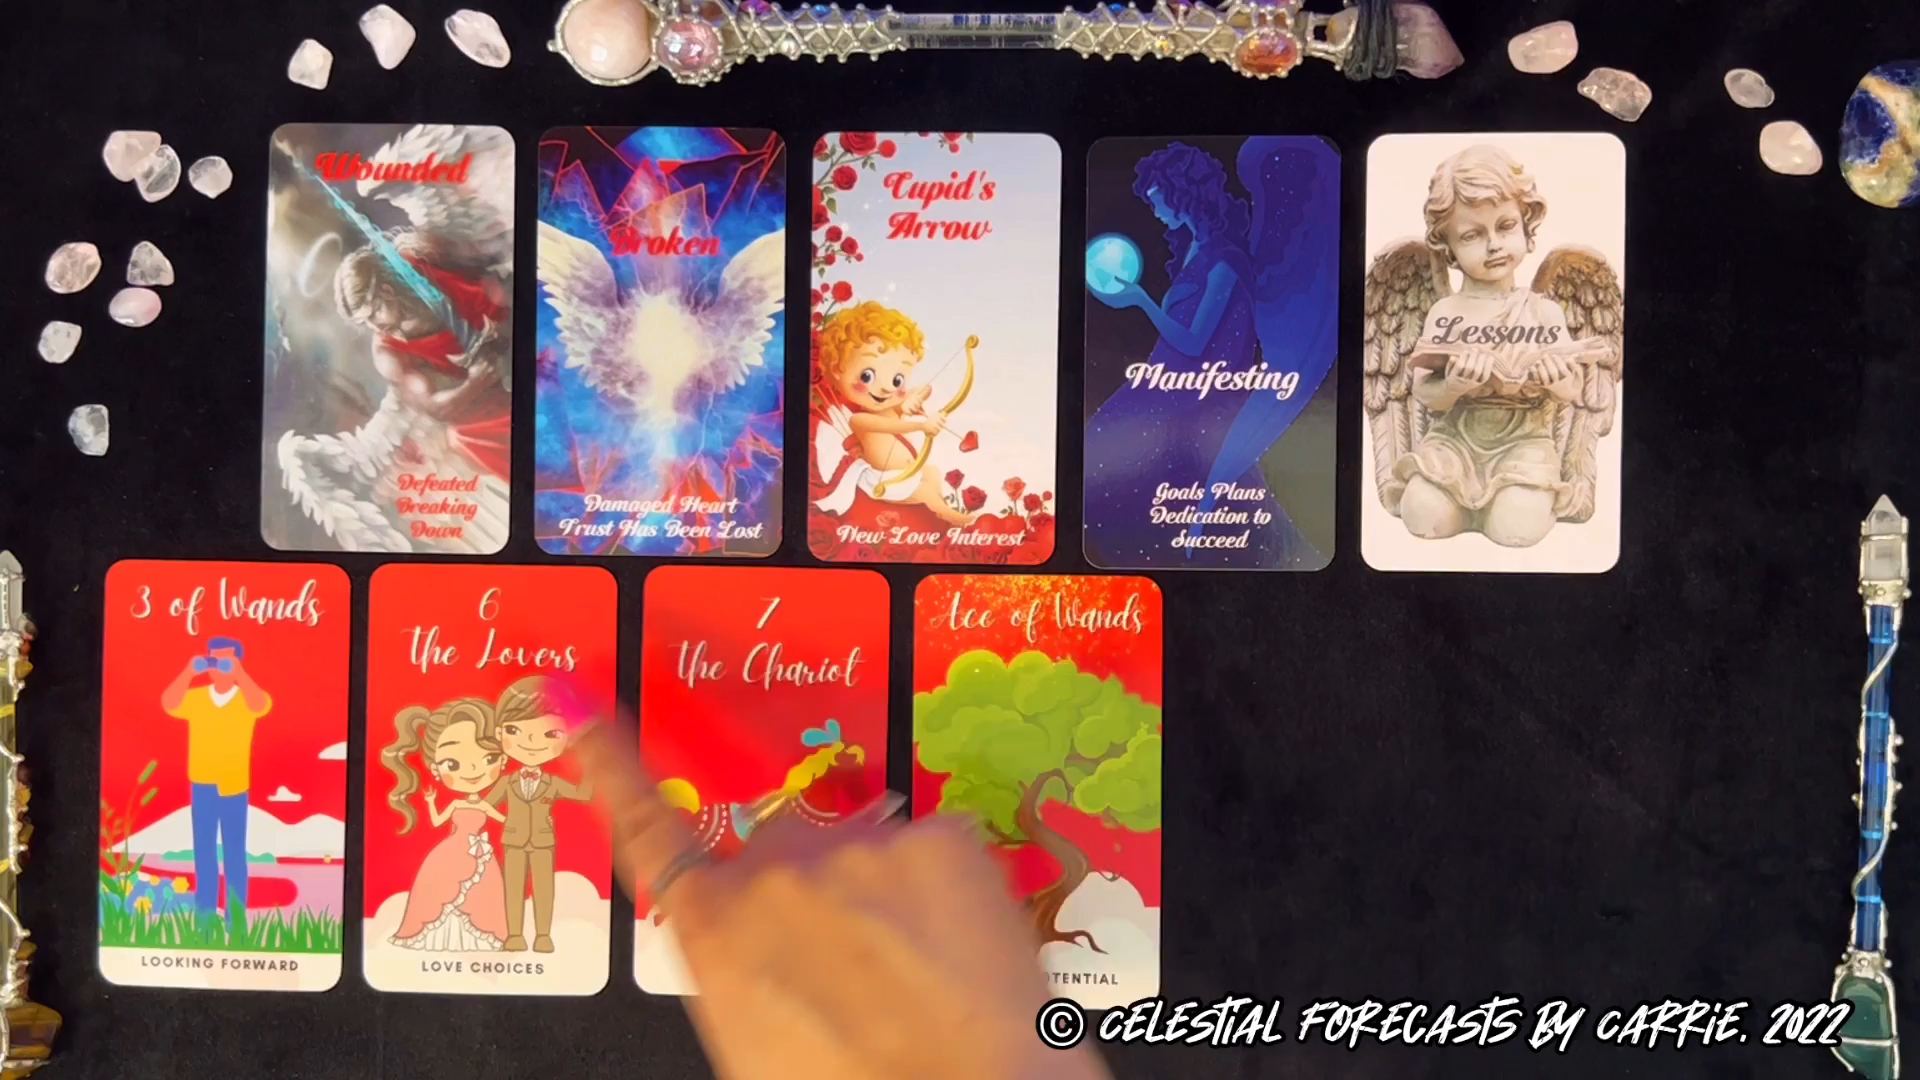 Wounded
Defeated
Breaking
Down
Broken
Damaged Heart
Trust Has Been Lost
Cupid's
Arrow
New Love Interest
Manifesting
Goals Plans
Dedication to
Succeed
Lessons
3 of Wands
LOOKING FORWARD
6
The Lovers
LOVE CHOICES
7
The Chariot
Ace of Wands
© CELESTIAL FORECASTS BY CARRIE. 2022